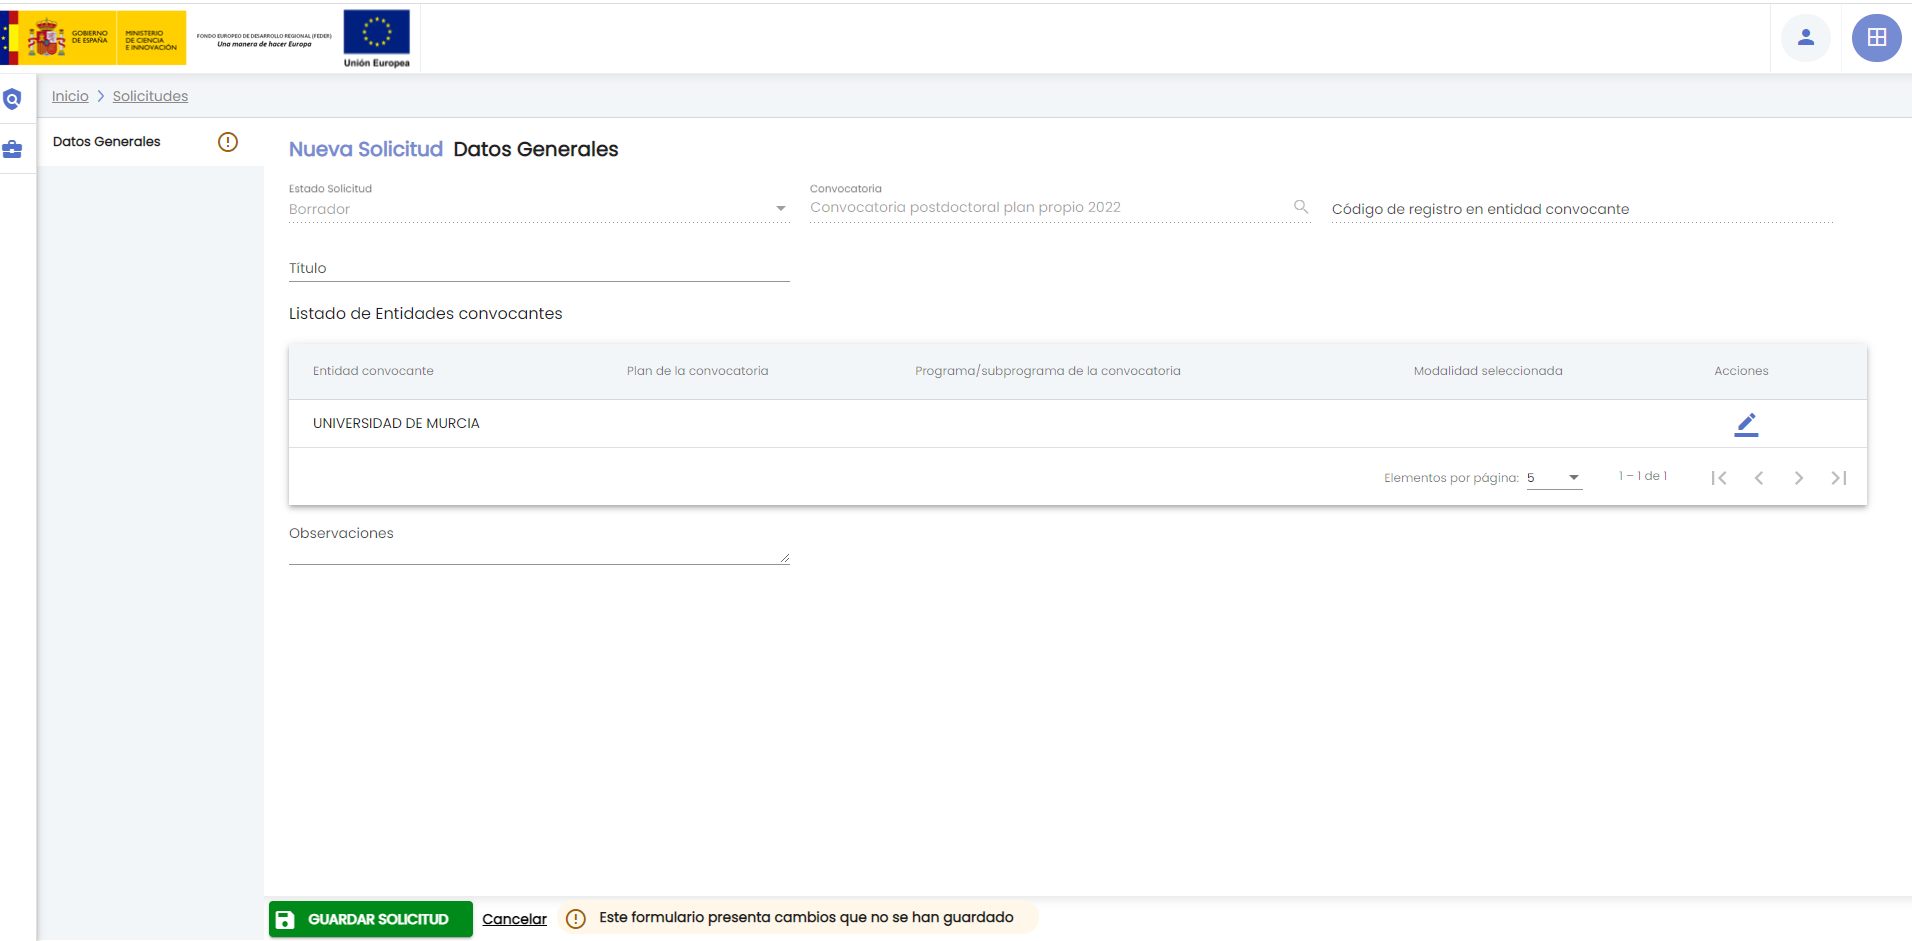 GOBIERNO
DE ESPAÑA
MINISTERIO
DE CIENCIA
E INNOVACIÓN
FONDO EUROPEO DE DESARROLLO REGIONAL (FEDER)
Una manera de hacer Europa
Unión Europea
Inicio Solicitudes
Datos Generales
Nueva Solicitud Datos Generales
Estado Solicitud
Borrador
Convocatoria
Convocatoria postdoctoral plan propio 2022
Código de registro en entidad convocante
Título
Listado de Entidades convocantes
Entidad convocante Plan de la convocatoria Programa/subprograma de la convocatoria Modalidad seleccionada Acciones
UNIVERSIDAD DE MURCIA
Elementos por página: 5 1 – 1 de 1
Observaciones
GUARDAR SOLICITUD Cancelar Este formulario presenta cambios que no se han guardado